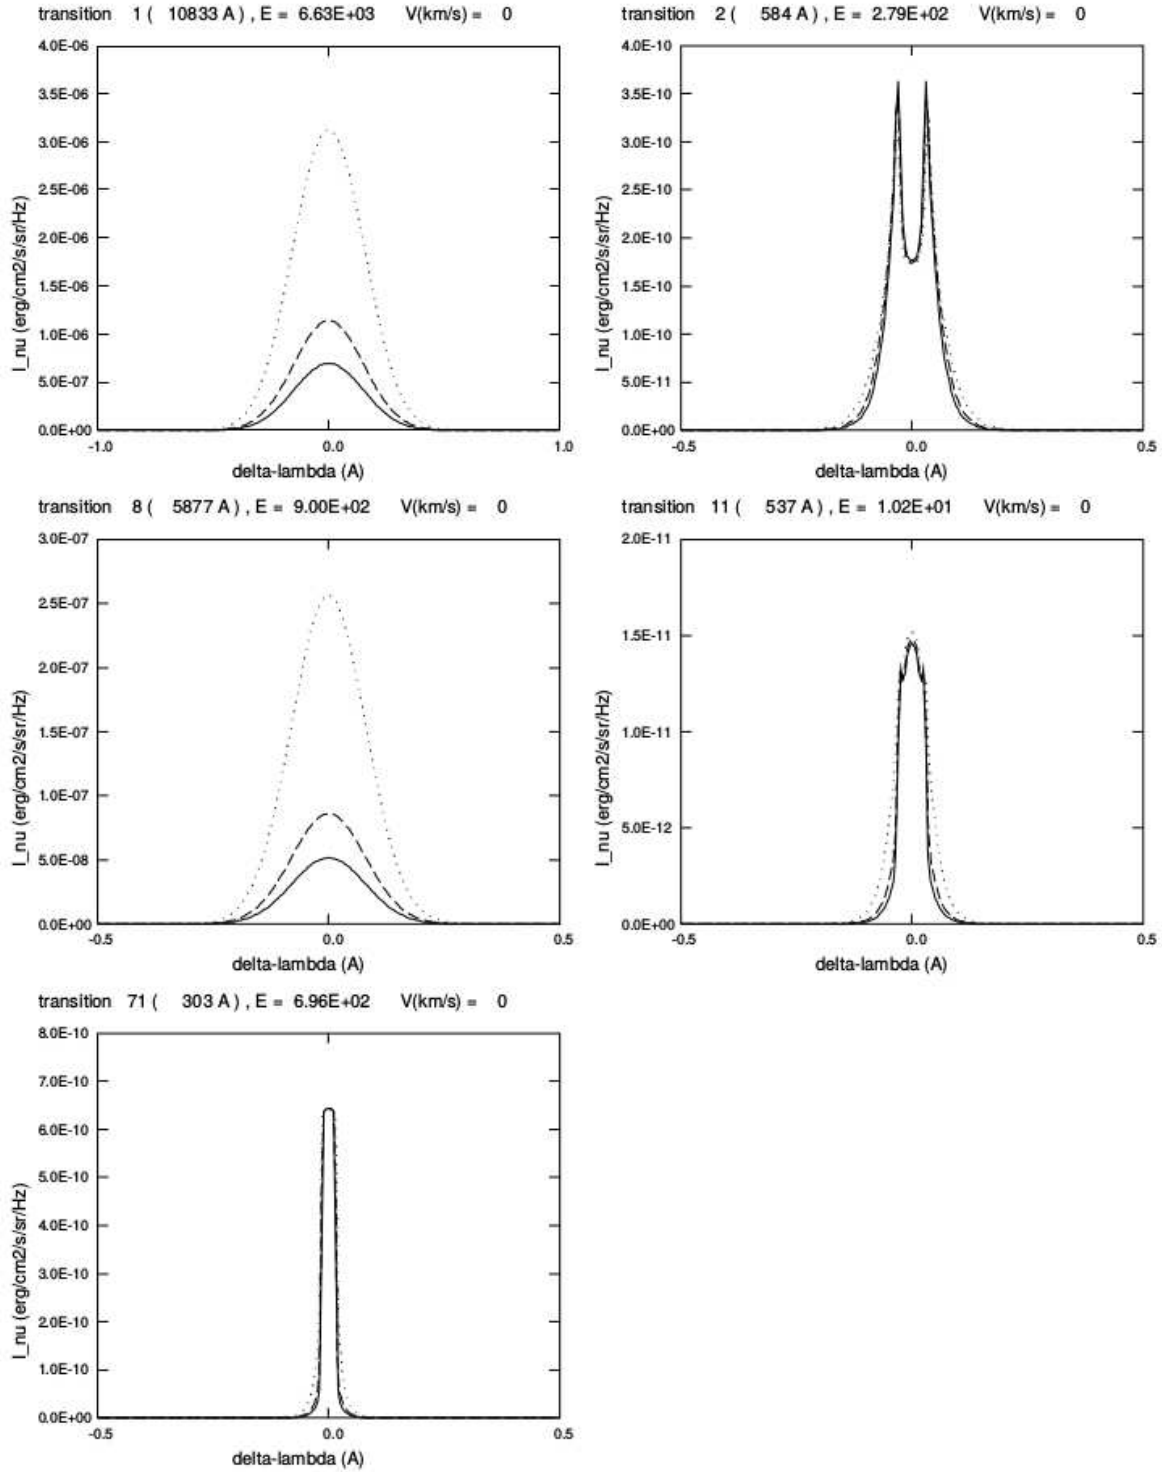 transition 1 ( 10833 A ) , E = 6.63E+03 V(km/s) = 0
4.0E-06
3.5E-06
3.0E-06
2.5E-06
2.0E-06
1.5E-06
1.0E-06
5.0E-07
0.0E+00
-1.0
0.0
1.0
I_nu (erg/cm2/s/sr/Hz)
delta-lambda (A)
transition 2 ( 584 A ) , E = 2.79E+02 V(km/s) = 0
4.0E-10
3.5E-10
3.0E-10
2.5E-10
2.0E-10
1.5E-10
1.0E-10
5.0E-11
0.0E+00
-0.5
0.0
0.5
I_nu (erg/cm2/s/sr/Hz)
delta-lambda (A)
transition 8 ( 5877 A ) , E = 9.00E+02 V(km/s) = 0
3.0E-07
2.5E-07
2.0E-07
1.5E-07
1.0E-07
5.0E-08
0.0E+00
-0.5
0.0
0.5
I_nu (erg/cm2/s/sr/Hz)
delta-lambda (A)
transition 11 ( 537 A ) , E = 1.02E+01 V(km/s) = 0
2.0E-11
1.5E-11
1.0E-11
5.0E-12
0.0E+00
-0.5
0.0
0.5
I_nu (erg/cm2/s/sr/Hz)
delta-lambda (A)
transition 71 ( 303 A ) , E = 6.96E+02 V(km/s) = 0
8.0E-10
7.0E-10
6.0E-10
5.0E-10
4.0E-10
3.0E-10
2.0E-10
1.0E-10
0.0E+00
-0.5
0.0
0.5
I_nu (erg/cm2/s/sr/Hz)
delta-lambda (A)